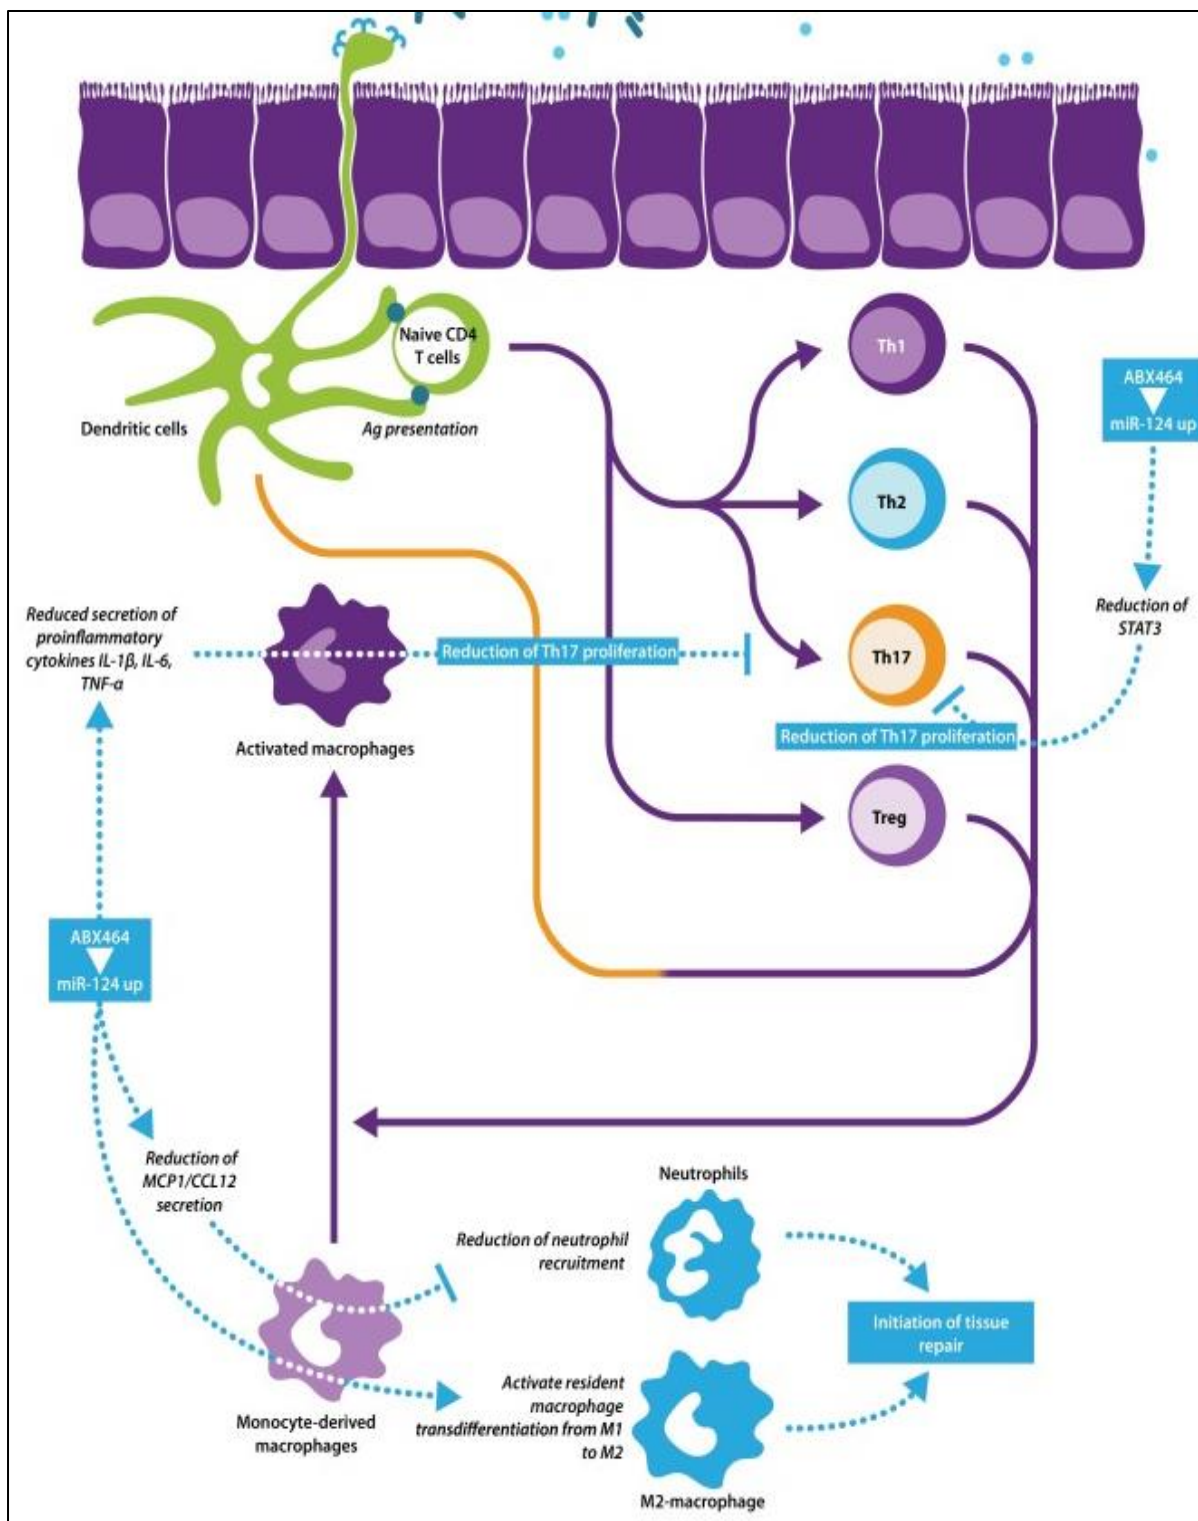 Naive CD4
T cells
Dendritic cells
Ag presentation
Th1
ABX464
miR-124 up
Th2
Reduction of
STAT3
Reduced secretion of
proinflammatory
cytokines IL-1β, IL-6,
TNF-α
Reduction of Th17 proliferation
Th17
Reduction of Th17 proliferation
Activated macrophages
Treg
ABX464
miR-124 up
Reduction of
MCP1/CCL12
secretion
Neutrophils
Reduction of neutrophil
recruitment
Initiation of tissue
repair
Activate resident
macrophage
transdifferentiation from M1
to M2
Monocyte-derived
macrophages
M2-macrophage